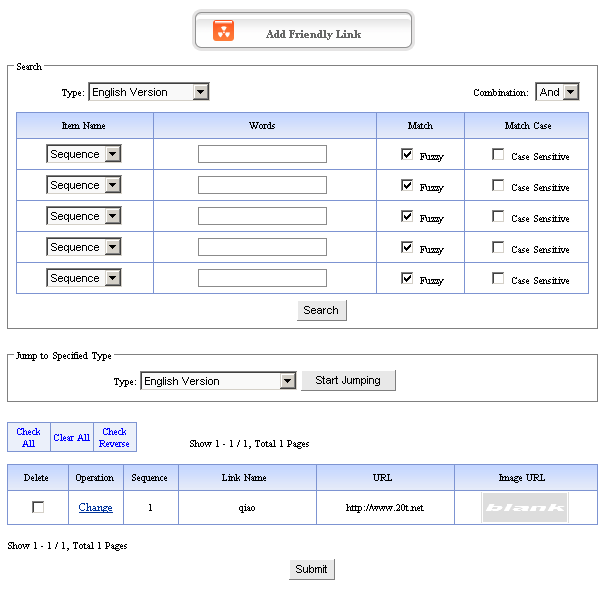 Add Friendly Link
Search
Type: English Version Combination: And
Item Name Words Match Match Case
Sequence Fuzzy Case Sensitive
Sequence Fuzzy Case Sensitive
Sequence Fuzzy Case Sensitive
Sequence Fuzzy Case Sensitive
Sequence Fuzzy Case Sensitive
Search
Jump to Specified Type
Type: English Version Start Jumping
Check All Clear All Check Reverse Show 1 - 1 / 1, Total 1 Pages
Delete Operation Sequence Link Name URL Image URL
Change 1 qiao http://www.20t.net blank
Show 1 - 1 / 1, Total 1 Pages
Submit